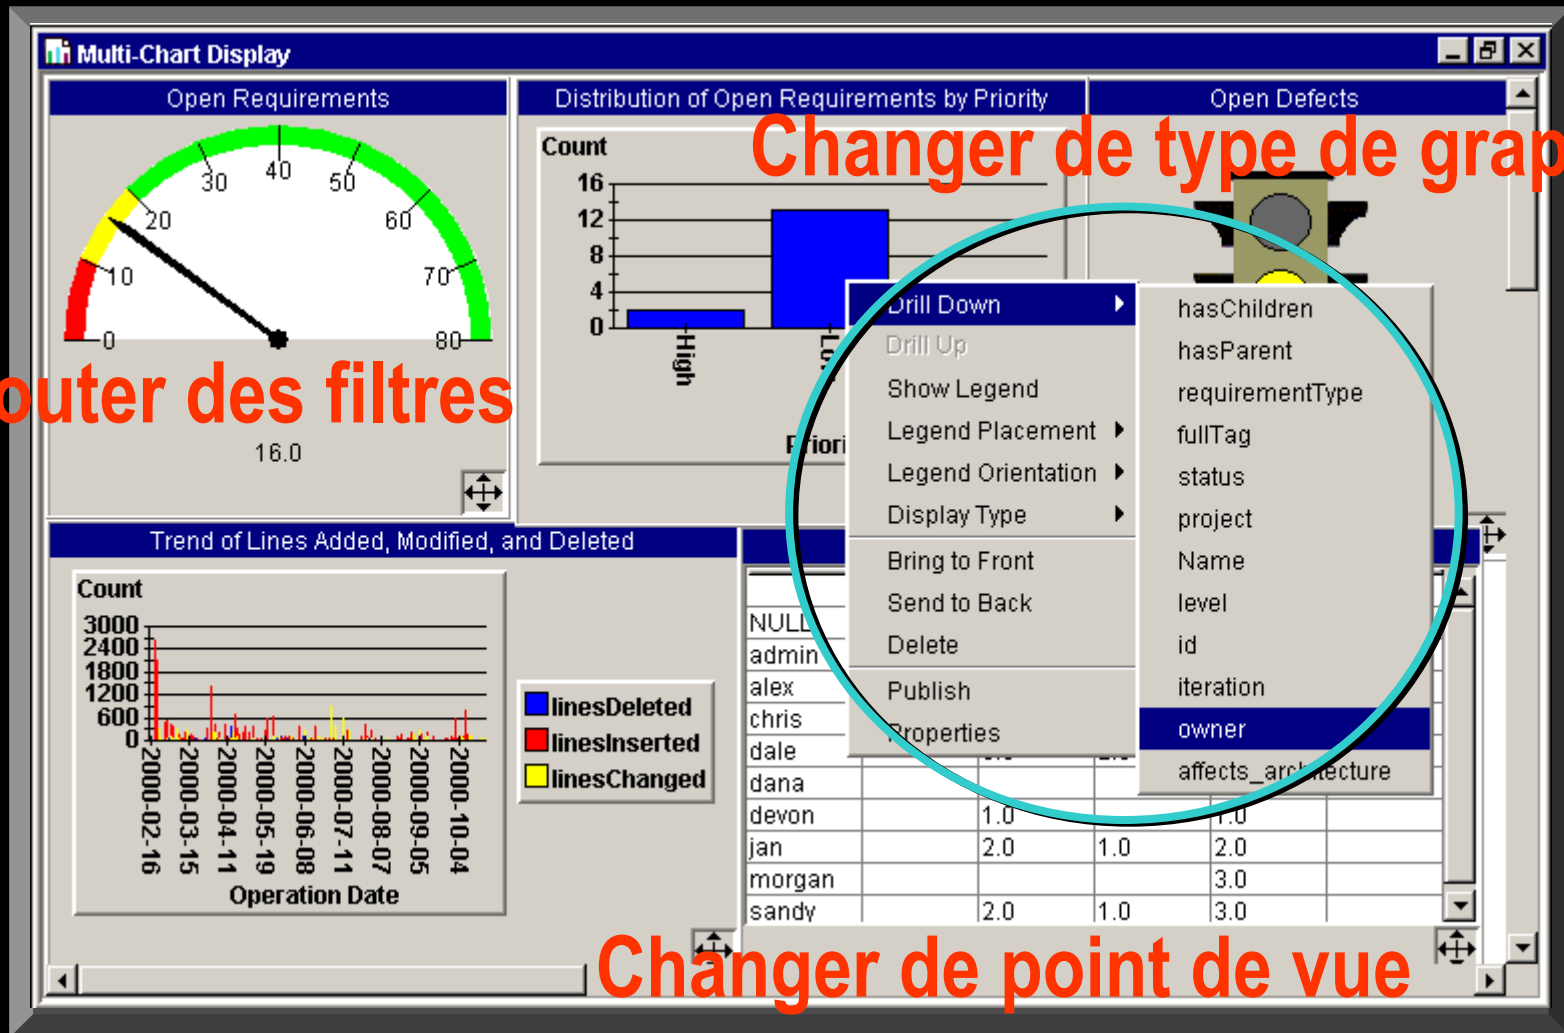 Multi-Chart Display
Open Requirements
Distribution of Open Requirements by Priority
Open Defects
Changer de type de grap
Count
16
12
8
4
0
High
0
10
20
30
40
50
60
70
80
outer des filtres
16.0
Drill Down
Drill Up
Show Legend
Legend Placement
Legend Orientation
Display Type
Bring to Front
Send to Back
Delete
Publish
Properties
hasChildren
hasParent
requirementType
fullTag
status
project
Name
level
id
iteration
owner
affects_architecture
Trend of Lines Added, Modified, and Deleted
Count
3000
2400
1800
1200
600
0
2000-02-16
2000-03-15
2000-04-11
2000-05-19
2000-06-08
2000-07-11
2000-08-07
2000-09-05
2000-10-04
Operation Date
linesDeleted
linesInserted
linesChanged
NULL
admin
alex
chris
dale
dana
devon 1.0 1.0
jan 2.0 1.0 2.0
morgan 3.0
sandy 2.0 1.0 3.0
Changer de point de vue